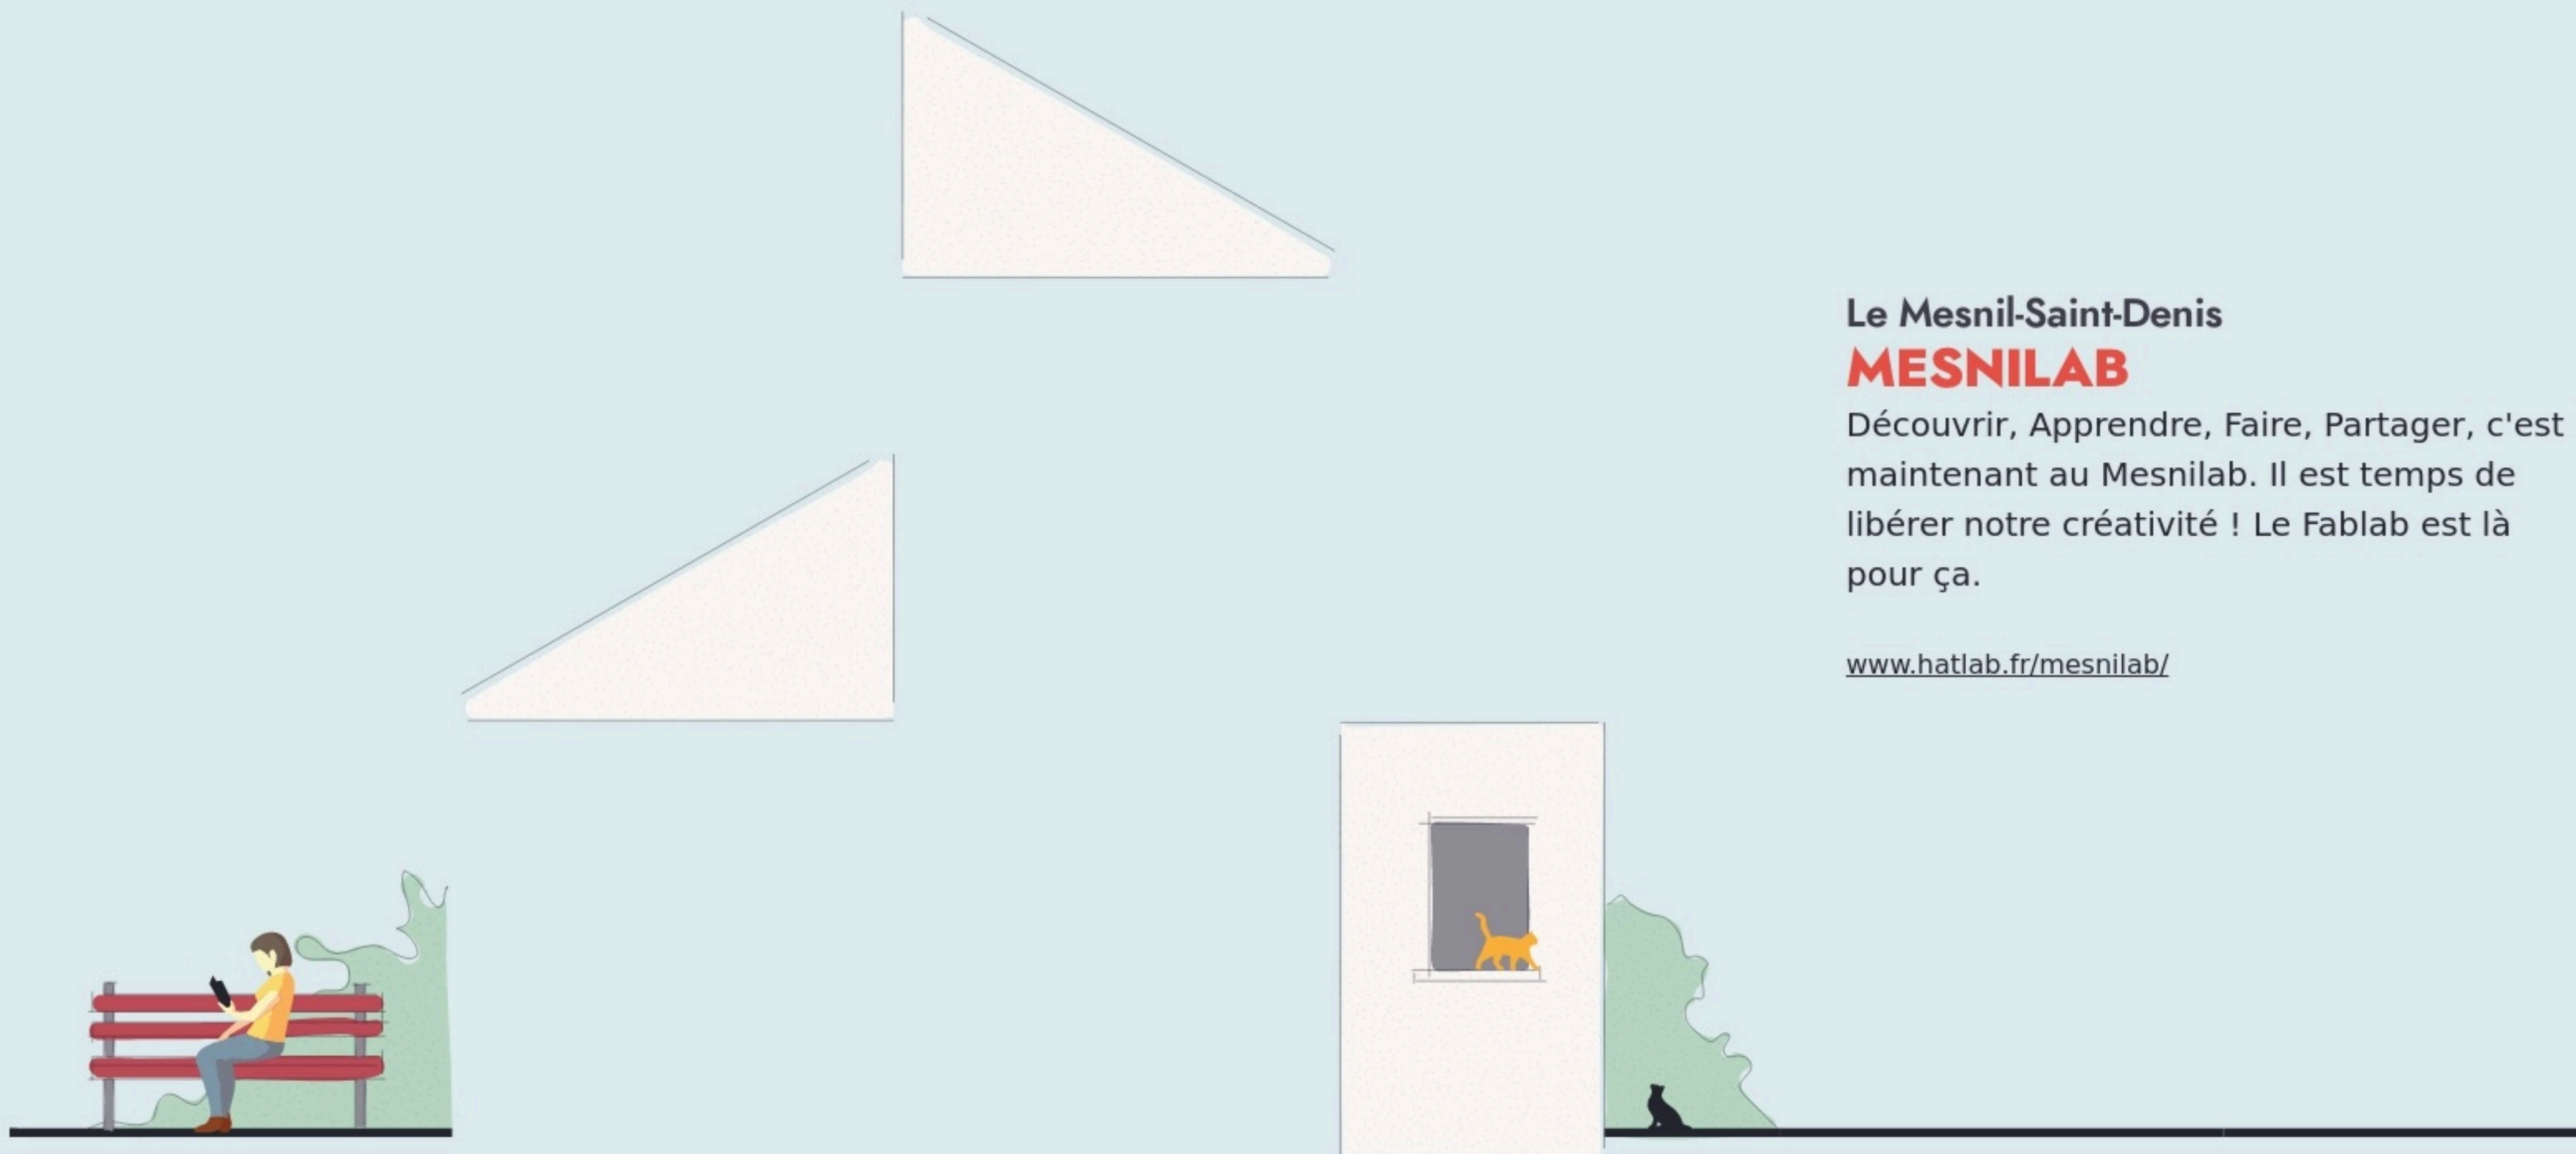 Le Mesnil-Saint-Denis
MESNILAB
Découvrir, Apprendre, Faire, Partager, c'est
maintenant au Mesnilab. Il est temps de
libérer notre créativité ! Le Fablab est là
pour ça.
www.hatlab.fr/mesnilab/